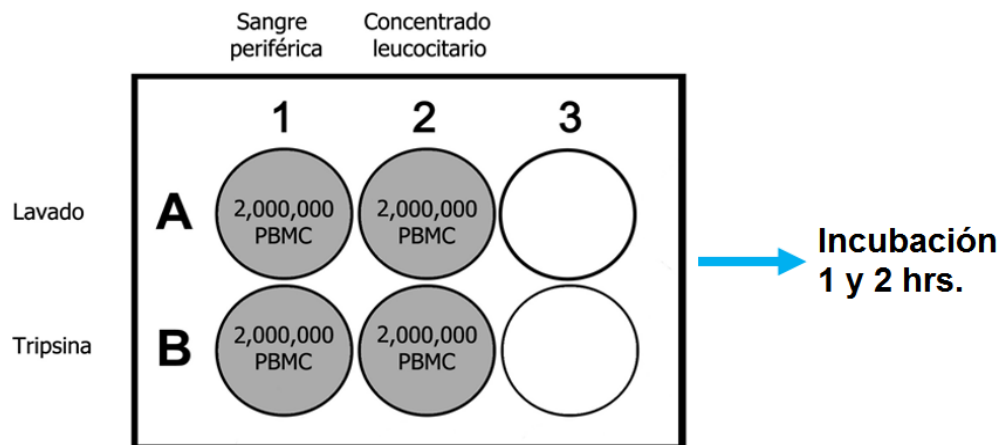 Sangre
periférica
Concentrado
leucocitario
1 2 3
Lavado
A
2,000,000
PBMC
2,000,000
PBMC
Incubación
1 y 2 hrs.
Tripsina
B
2,000,000
PBMC
2,000,000
PBMC